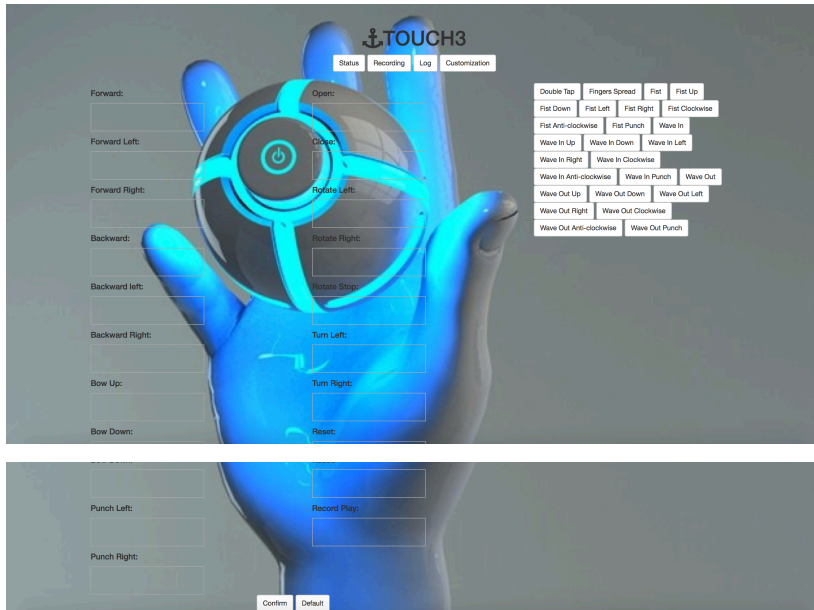 TOUCH3
Status Recording Log Customization
Forward:
Forward Left:
Forward Right:
Backward:
Backward left:
Backward Right:
Bow Up:
Bow Down:
Punch Left:
Punch Right:
Open:
Close:
Rotate Left:
Rotate Right:
Rotate Stop:
Turn Left:
Turn Right:
Reset:
Record Play:
Double Tap Fingers Spread Fist Fist Up
Fist Down Fist Left Fist Right Fist Clockwise
Fist Anti-clockwise Fist Punch Wave In
Wave In Up Wave In Down Wave In Left
Wave In Right Wave In Clockwise
Wave In Anti-clockwise Wave In Punch Wave Out
Wave Out Up Wave Out Down Wave Out Left
Wave Out Right Wave Out Clockwise
Wave Out Anti-clockwise Wave Out Punch
Confirm Default